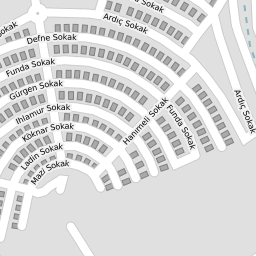 Sokak
Ardıç Sokak
Defne Sokak
Funda Sokak
Gürgen Sokak
Ihlamur Sokak
Köknar Sokak
Ladin Sokak
Mazı Sokak
Hanımeli Sokak
Funda Sokak
Ardıç Sokak